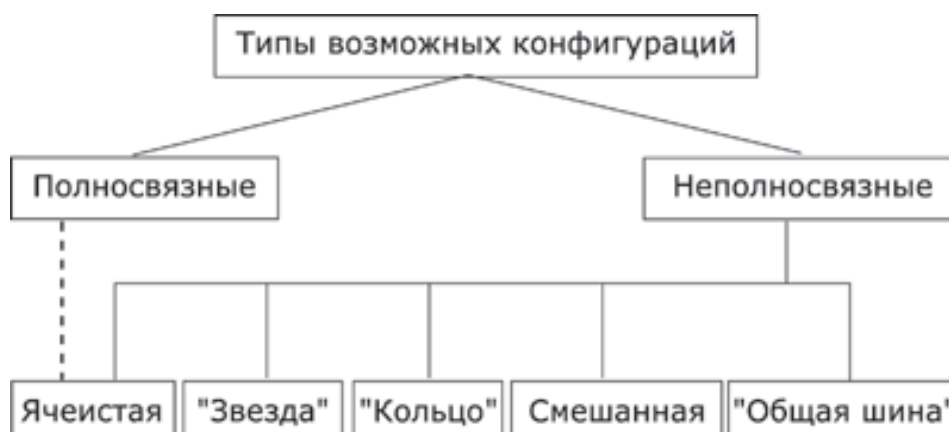 Типы возможных конфигураций
Полносвязные
Неполносвязные
Ячеистая
"Звезда"
"Кольцо"
Смешанная
"Общая шина"